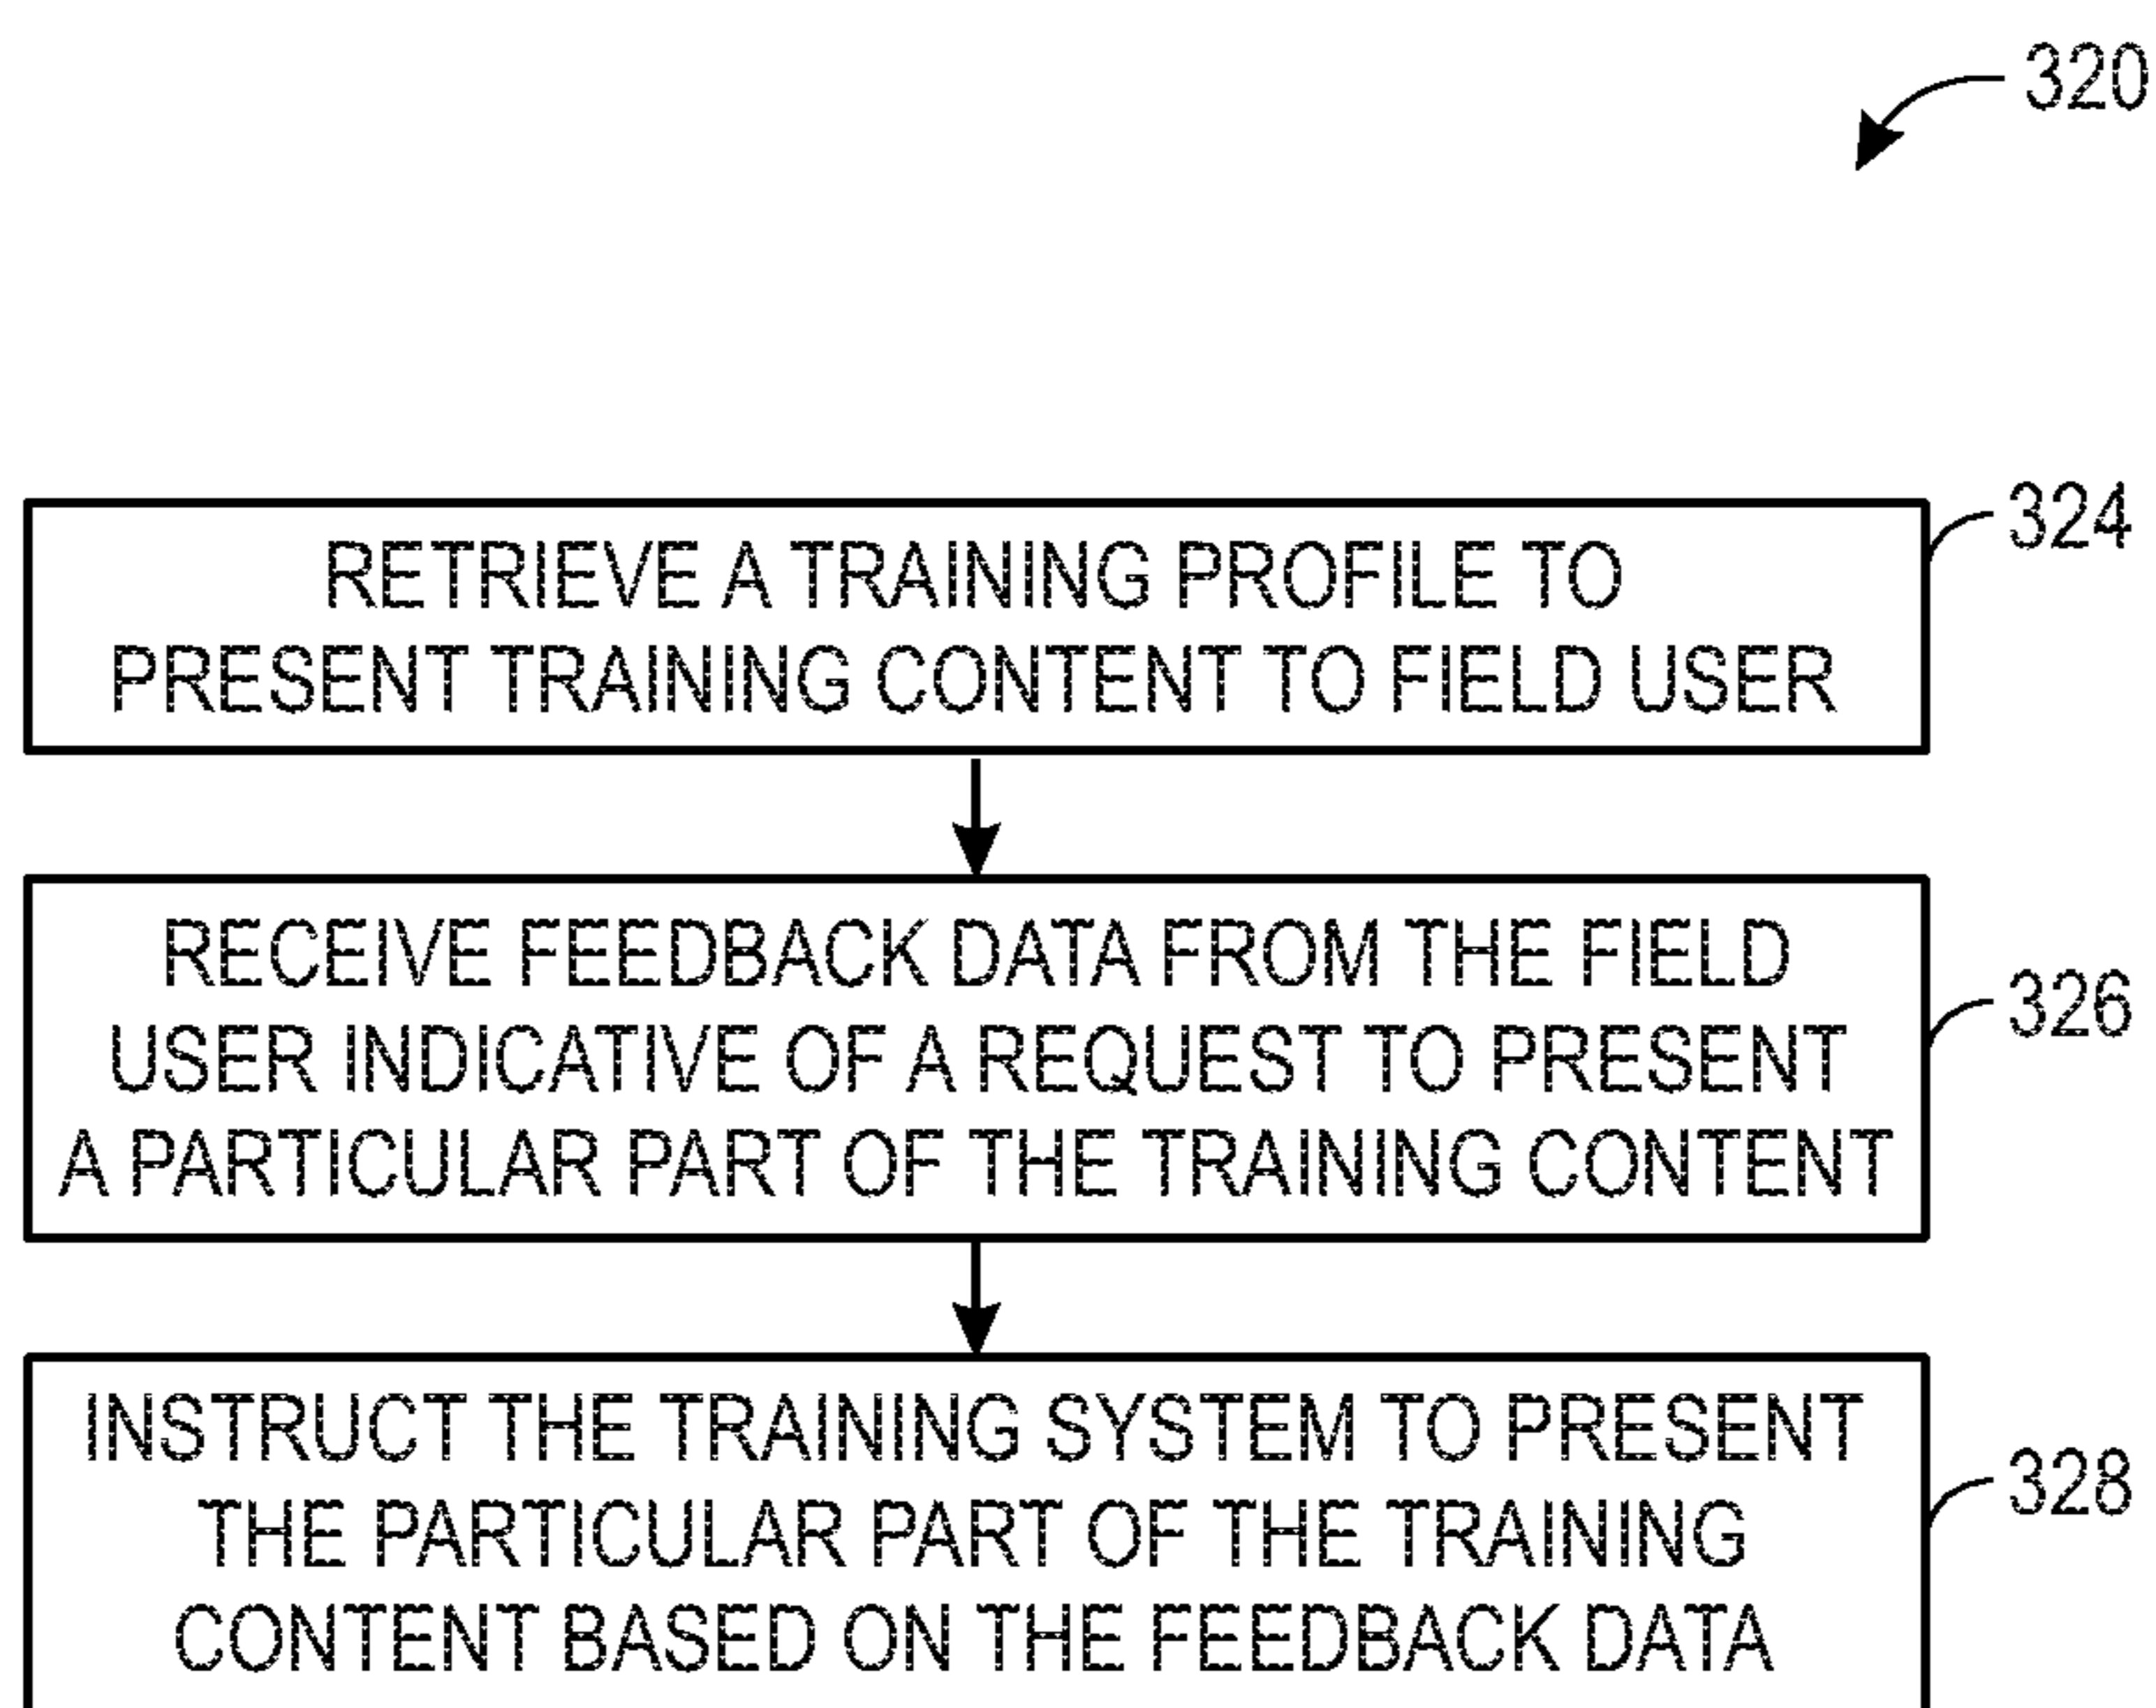 320
324
RETRIEVE A TRAINING PROFILE TO
PRESENT TRAINING CONTENT TO FIELD USER
RECEIVE FEEDBACK DATA FROM THE FIELD
USER INDICATIVE OF A REQUEST TO PRESENT
A PARTICULAR PART OF THE TRAINING CONTENT
326
INSTRUCT THE TRAINING SYSTEM TO PRESENT
THE PARTICULAR PART OF THE TRAINING
CONTENT BASED ON THE FEEDBACK DATA
328